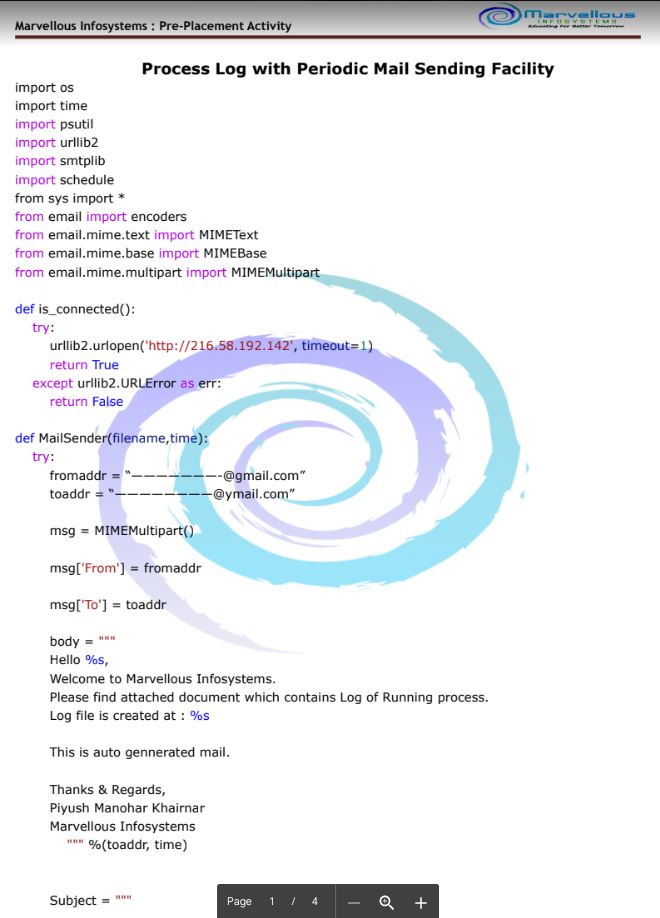 Marvellous Infosystems : Pre-Placement Activity
Marvellous
INFOSYSTEMS
Educating For Better Tomorrow
Process Log with Periodic Mail Sending Facility
import os
import time
import psutil
import urllib2
import smtplib
import schedule
from sys import *
from email import encoders
from email.mime.text import MIMEText
from email.mime.base import MIMEBase
from email.mime.multipart import MIMEMultipart
def is_connected():
try:
urllib2.urlopen('http://216.58.192.142', timeout=1)
return True
except urllib2.URLError as err:
return False
def MailSender(filename,time):
try:
fromaddr = “———————-@gmail.com”
toaddr = “————————@ymail.com”
msg = MIMEMultipart()
msg['From'] = fromaddr
msg['To'] = toaddr
body = """
Hello %s,
Welcome to Marvellous Infosystems.
Please find attached document which contains Log of Running process.
Log file is created at : %s
This is auto gennerated mail.
Thanks & Regards,
Piyush Manohar Khairnar
Marvellous Infosystems
""" %(toaddr, time)
Subject = """
Page 1 / 4